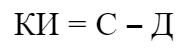 КИ = С – Д